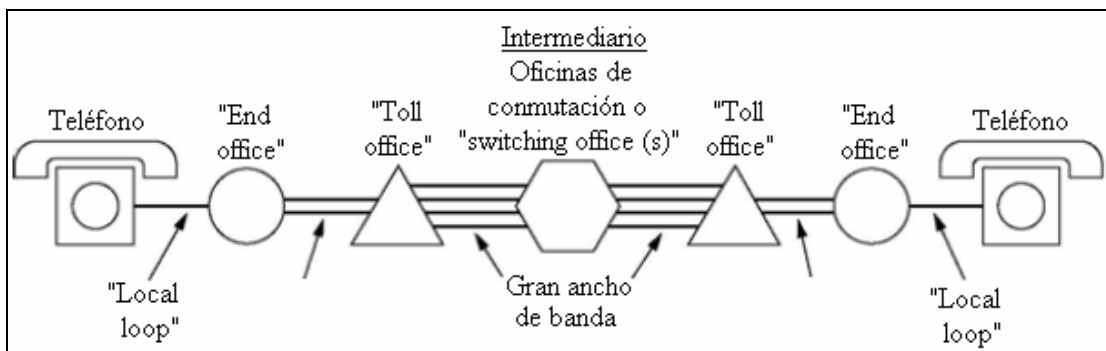 Intermediario
Oficinas de
conmutación o
"switching office (s)"
Teléfono
"End
office"
"Toll
office"
"Toll
office"
"End
office"
Teléfono
"Local
loop"
Gran ancho
de banda
"Local
loop"